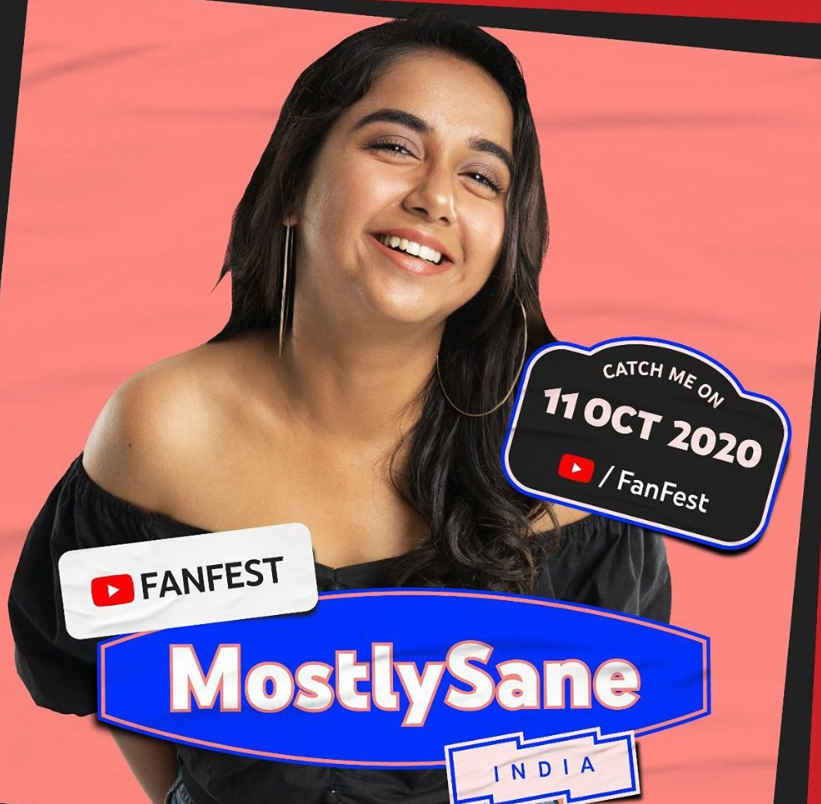 CATCH ME ON
11 OCT 2020
/ FanFest
FANFEST
MostlySane
INDIA